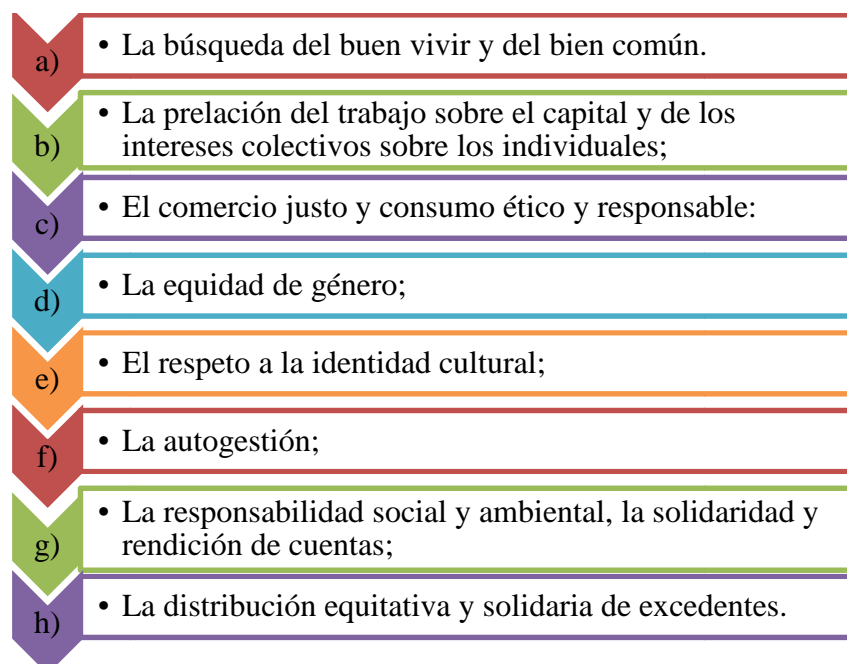 a) • La búsqueda del buen vivir y del bien común.
b) • La prelación del trabajo sobre el capital y de los
intereses colectivos sobre los individuales;
c) • El comercio justo y consumo ético y responsable:
d) • La equidad de género;
e) • El respeto a la identidad cultural;
f) • La autogestión;
g) • La responsabilidad social y ambiental, la solidaridad y
rendición de cuentas;
h) • La distribución equitativa y solidaria de excedentes.